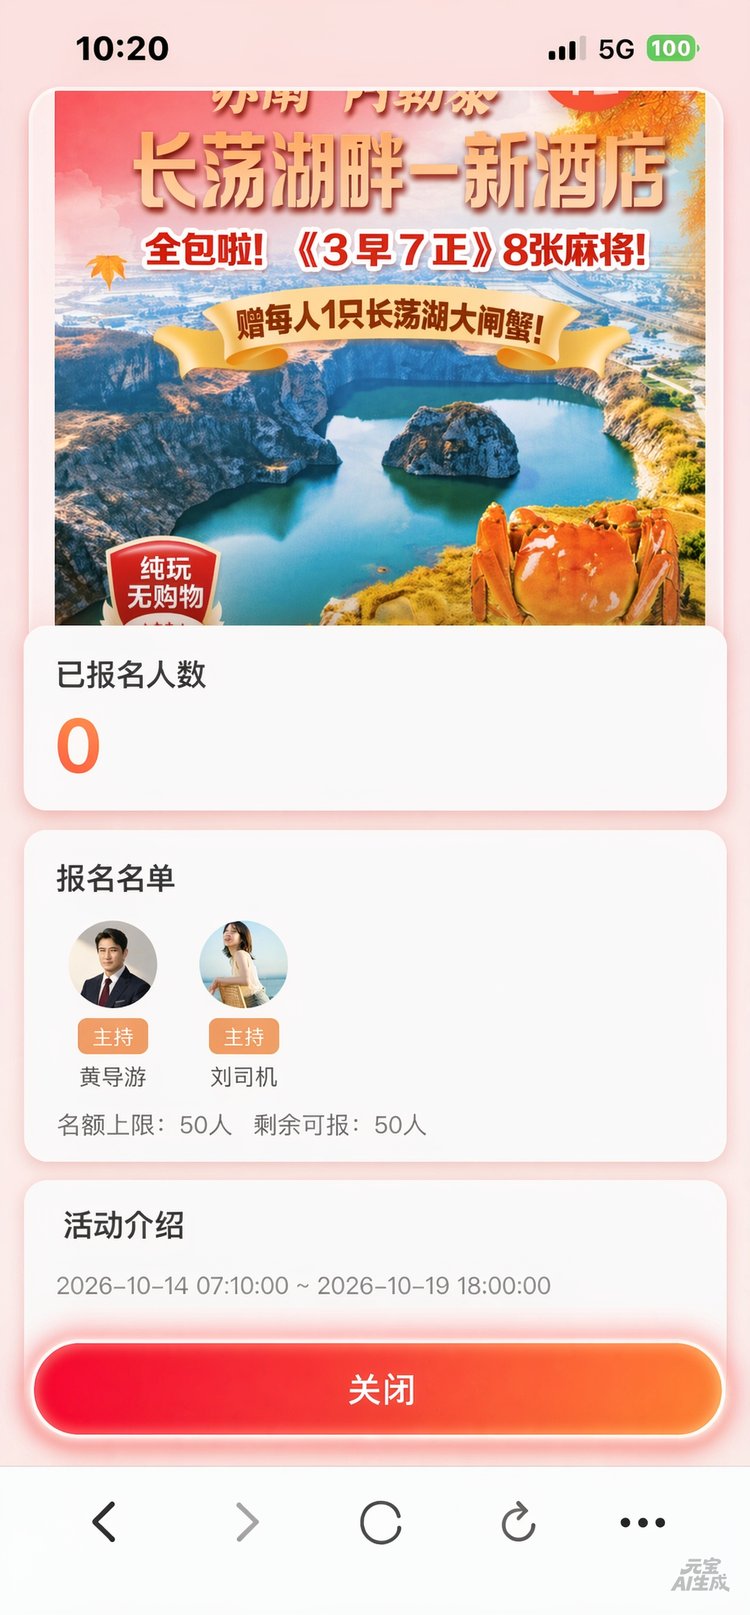 10:20
5G
100
长荡湖畔一新酒店
全包啦！《3早7正》8张麻将！
赠每人1只长荡湖大闸蟹！
纯玩
无购物
已报名人数
0
报名名单
主持
主持
黄导游
刘司机
名额上限：50人 剩余可报：50人
活动介绍
2026-10-14 07:10:00 ~ 2026-10-19 18:00:00
关闭
元宝
AI生成